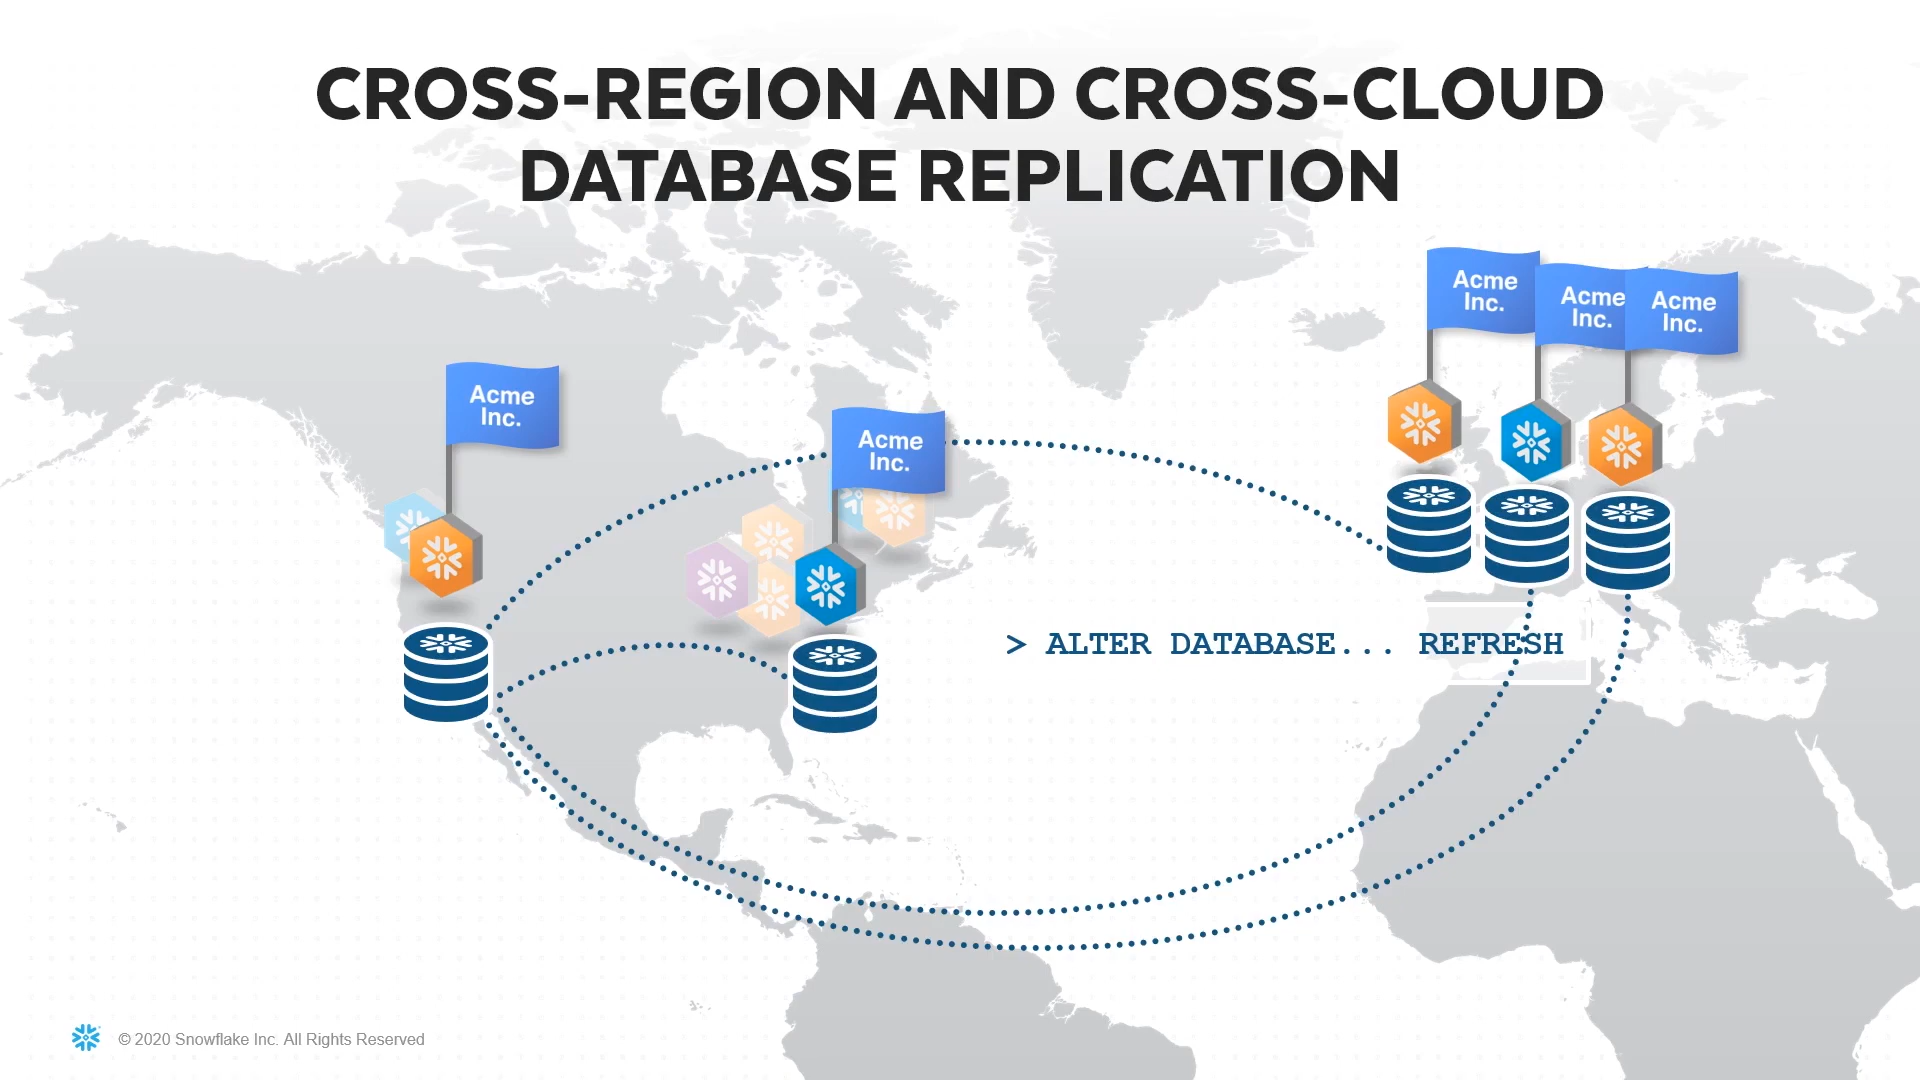 CROSS-REGION AND CROSS-CLOUD
DATABASE REPLICATION
Acme
Inc.
Acme
Inc.
Acme
Inc.
Acme
Inc.
Acme
Inc.
> ALTER DATABASE... REFRESH
© 2020 Snowflake Inc. All Rights Reserved